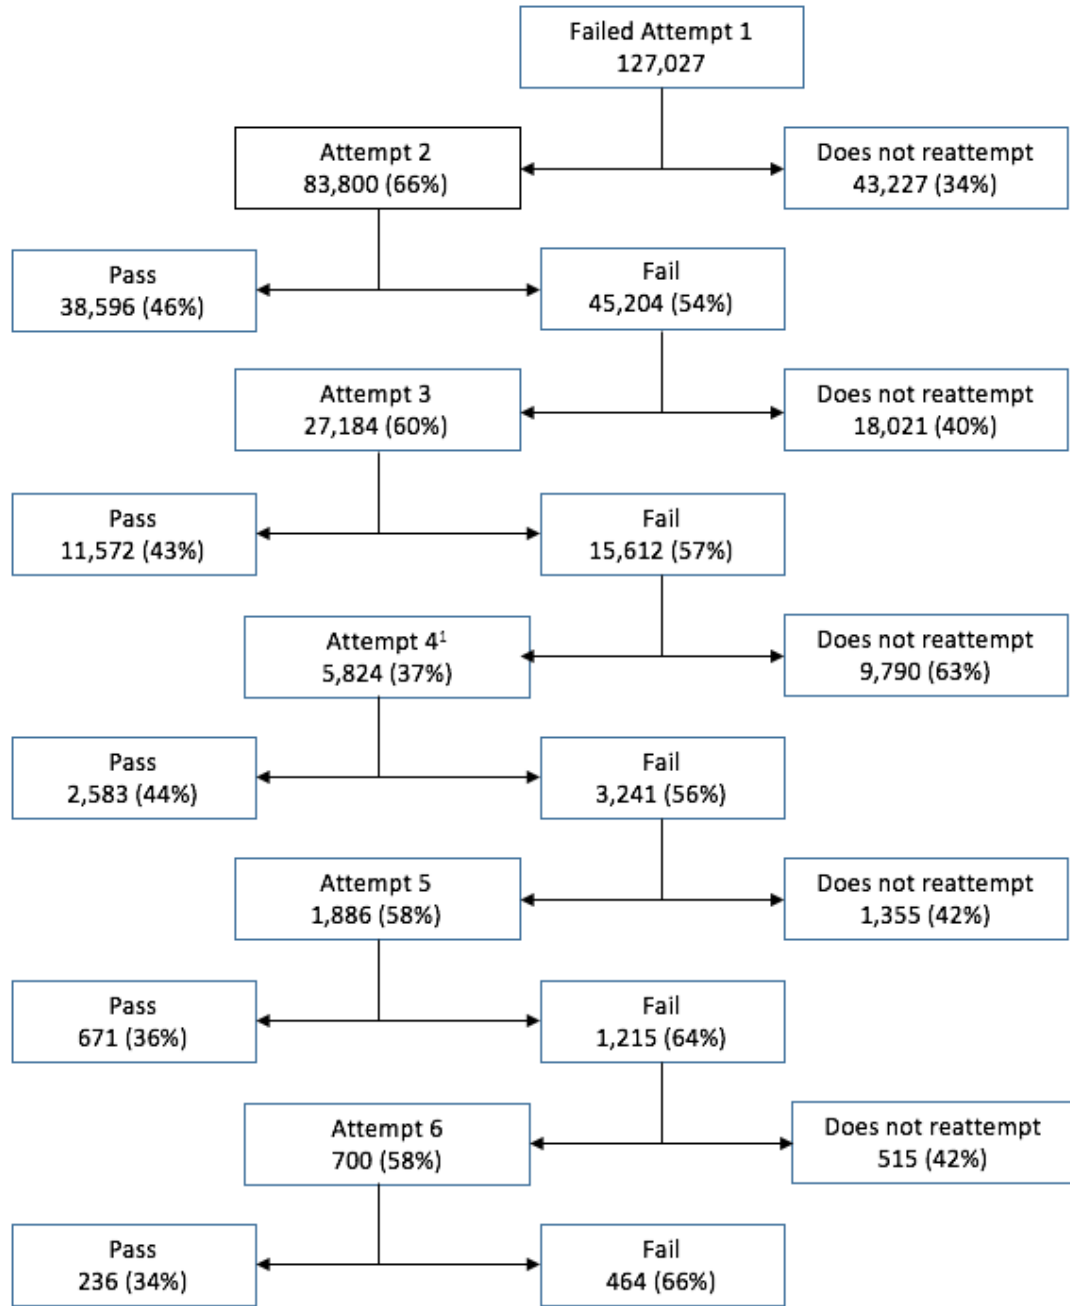 Failed Attempt 1
127,027
Attempt 2
83,800 (66%)
Does not reattempt
43,227 (34%)
Pass
38,596 (46%)
Fail
45,204 (54%)
Attempt 3
27,184 (60%)
Does not reattempt
18,021 (40%)
Pass
11,572 (43%)
Fail
15,612 (57%)
Attempt 4¹
5,824 (37%)
Does not reattempt
9,790 (63%)
Pass
2,583 (44%)
Fail
3,241 (56%)
Attempt 5
1,886 (58%)
Does not reattempt
1,355 (42%)
Pass
671 (36%)
Fail
1,215 (64%)
Attempt 6
700 (58%)
Does not reattempt
515 (42%)
Pass
236 (34%)
Fail
464 (66%)